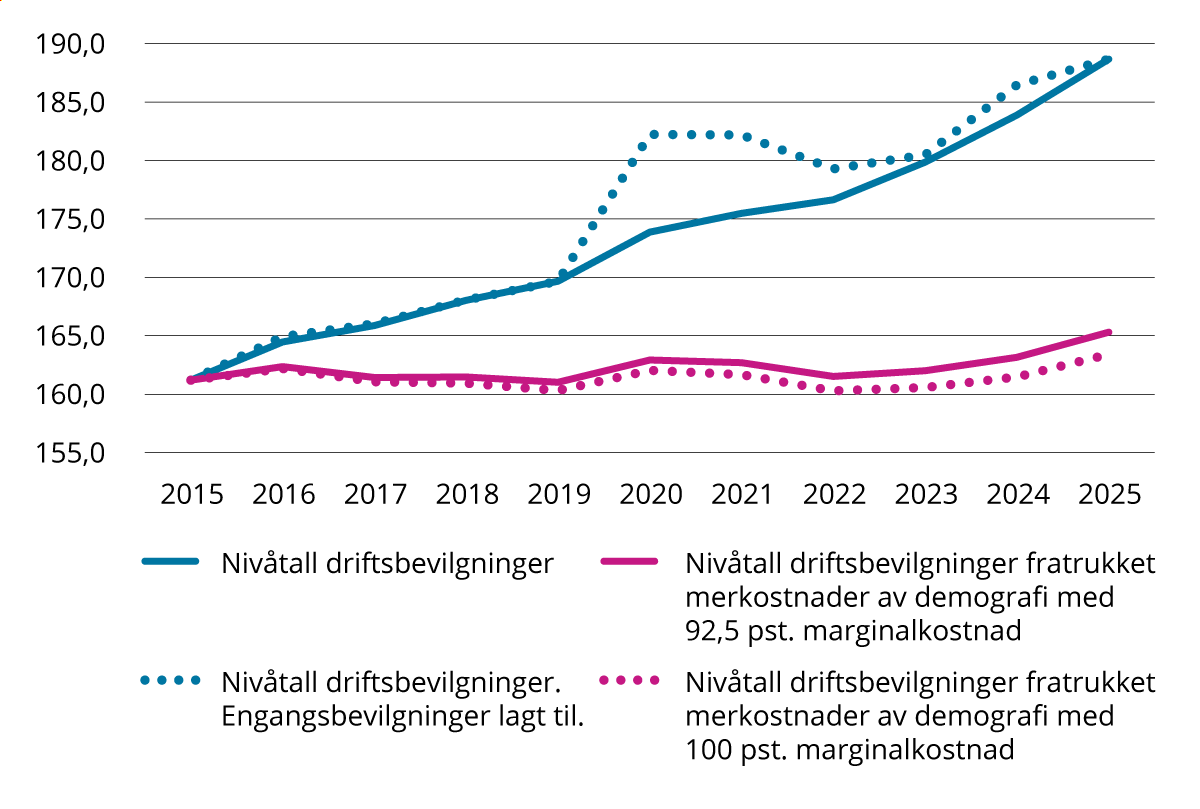 190,0
185,0
180,0
175,0
170,0
165,0
160,0
155,0
2015 2016 2017 2018 2019 2020 2021 2022 2023 2024 2025
Nivåtall driftsbevilgninger
Nivåtall driftsbevilgninger fratrukket
merkostnader av demografi med
92,5 pst. marginalkostnad
Nivåtall driftsbevilgninger.
Engangsbevilgninger lagt til.
Nivåtall driftsbevilgninger fratrukket
merkostnader av demografi med
100 pst. marginalkostnad